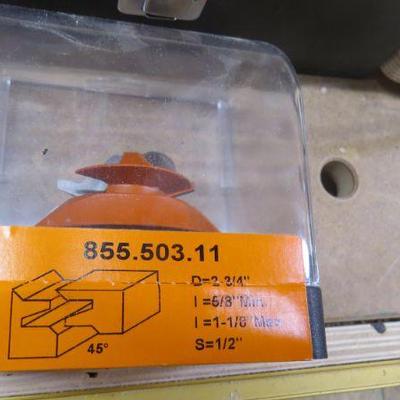 855.503.11
D=2-3/4"
I=5/8"Min.
I=1-1/8"Max
S=1/2"
45°